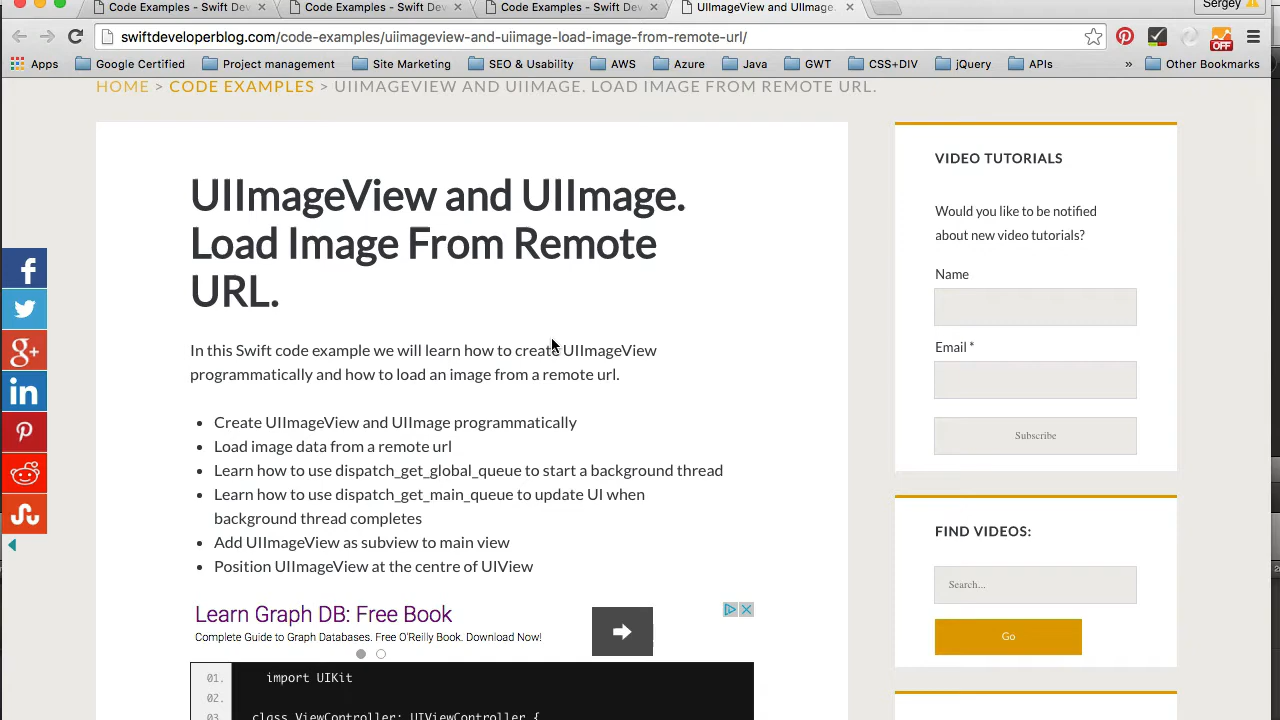 Code Examples - Swift Dev
Code Examples - Swift Dev
Code Examples - Swift Dev
UIImageView and UIImage.
Sergey
swiftdeveloperblog.com/code-examples/uiimageview-and-uiimage-load-image-from-remote-url/
OFF
Apps
Google Certified
Project management
Site Marketing
SEO & Usability
AWS
Azure
Java
GWT
CSS+DIV
jQuery
APIs
»
Other Bookmarks
HOME > CODE EXAMPLES > UIIMAGEVIEW AND UIIMAGE. LOAD IMAGE FROM REMOTE URL.
UIImageView and UIImage.
Load Image From Remote
URL.
In this Swift code example we will learn how to create UIImageView
programmatically and how to load an image from a remote url.
• Create UIImageView and UIImage programmatically
• Load image data from a remote url
• Learn how to use dispatch_get_global_queue to start a background thread
• Learn how to use dispatch_get_main_queue to update UI when
background thread completes
• Add UIImageView as subview to main view
• Position UIImageView at the centre of UIView
Learn Graph DB: Free Book
Complete Guide to Graph Databases. Free O'Reilly Book. Download Now!
01. import UIKit
02.
03. class ViewController: UIViewController {
VIDEO TUTORIALS
Would you like to be notified
about new video tutorials?
Name
Email *
Subscribe
FIND VIDEOS:
Search...
Go